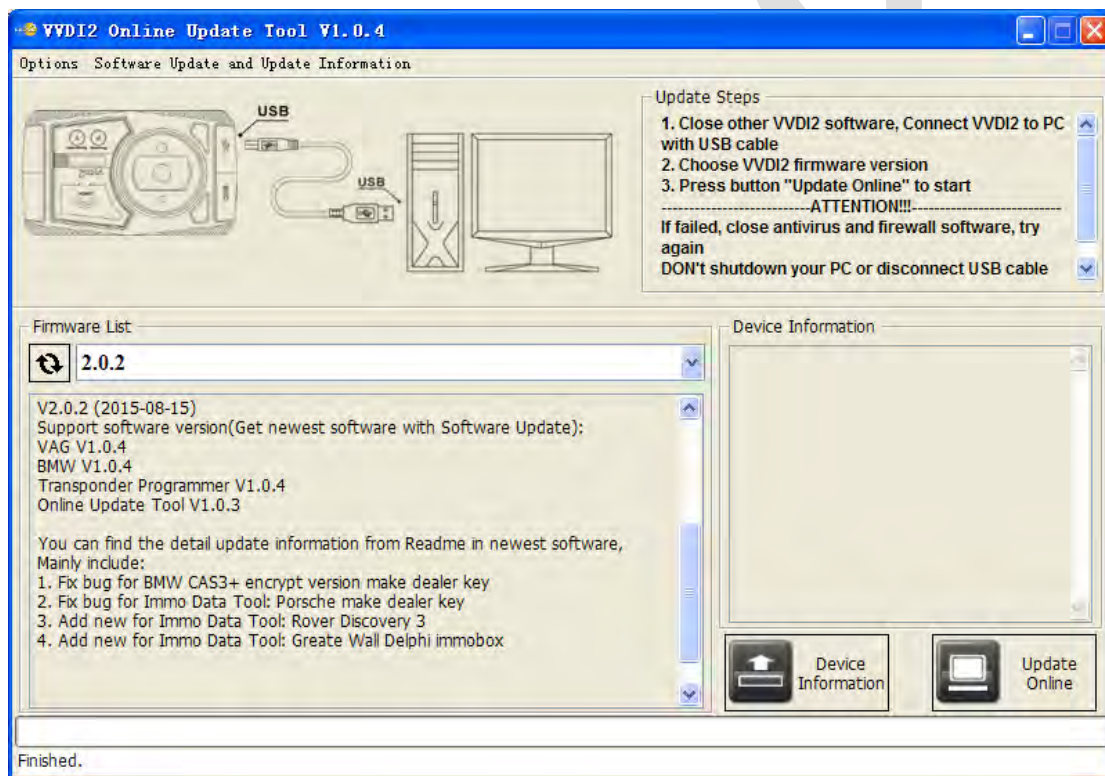 VVDI2 Online Update Tool V1.0.4
Options Software Update and Update Information
USB
USB
Update Steps
1. Close other VVDI2 software, Connect VVDI2 to PC
with USB cable
2. Choose VVDI2 firmware version
3. Press button "Update Online" to start
---------------------------ATTENTION!!!---------------------------
If failed, close antivirus and firewall software, try
again
DON't shutdown your PC or disconnect USB cable
Firmware List
2.0.2
V2.0.2 (2015-08-15)
Support software version(Get newest software with Software Update):
VAG V1.0.4
BMW V1.0.4
Transponder Programmer V1.0.4
Online Update Tool V1.0.3
You can find the detail update information from Readme in newest software,
Mainly include:
1. Fix bug for BMW CAS3+ encrypt version make dealer key
2. Fix bug for Immo Data Tool: Porsche make dealer key
3. Add new for Immo Data Tool: Rover Discovery 3
4. Add new for Immo Data Tool: Greate Wall Delphi immobox
Device Information
Device
Information
Update
Online
Finished.